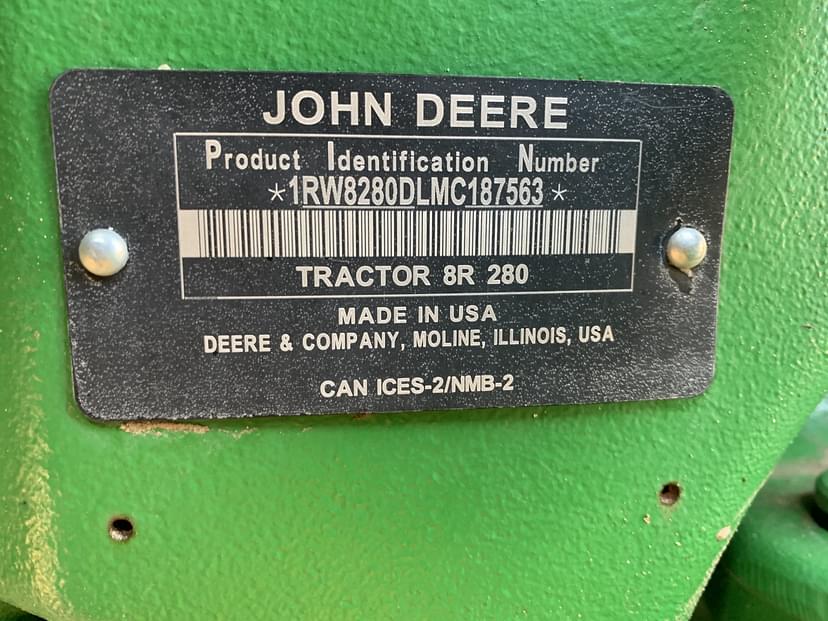 JOHN DEERE
Product Identification Number
*1RW8280DLMC187563*
TRACTOR 8R 280
MADE IN USA
DEERE & COMPANY, MOLINE, ILLINOIS, USA
CAN ICES-2/NMB-2